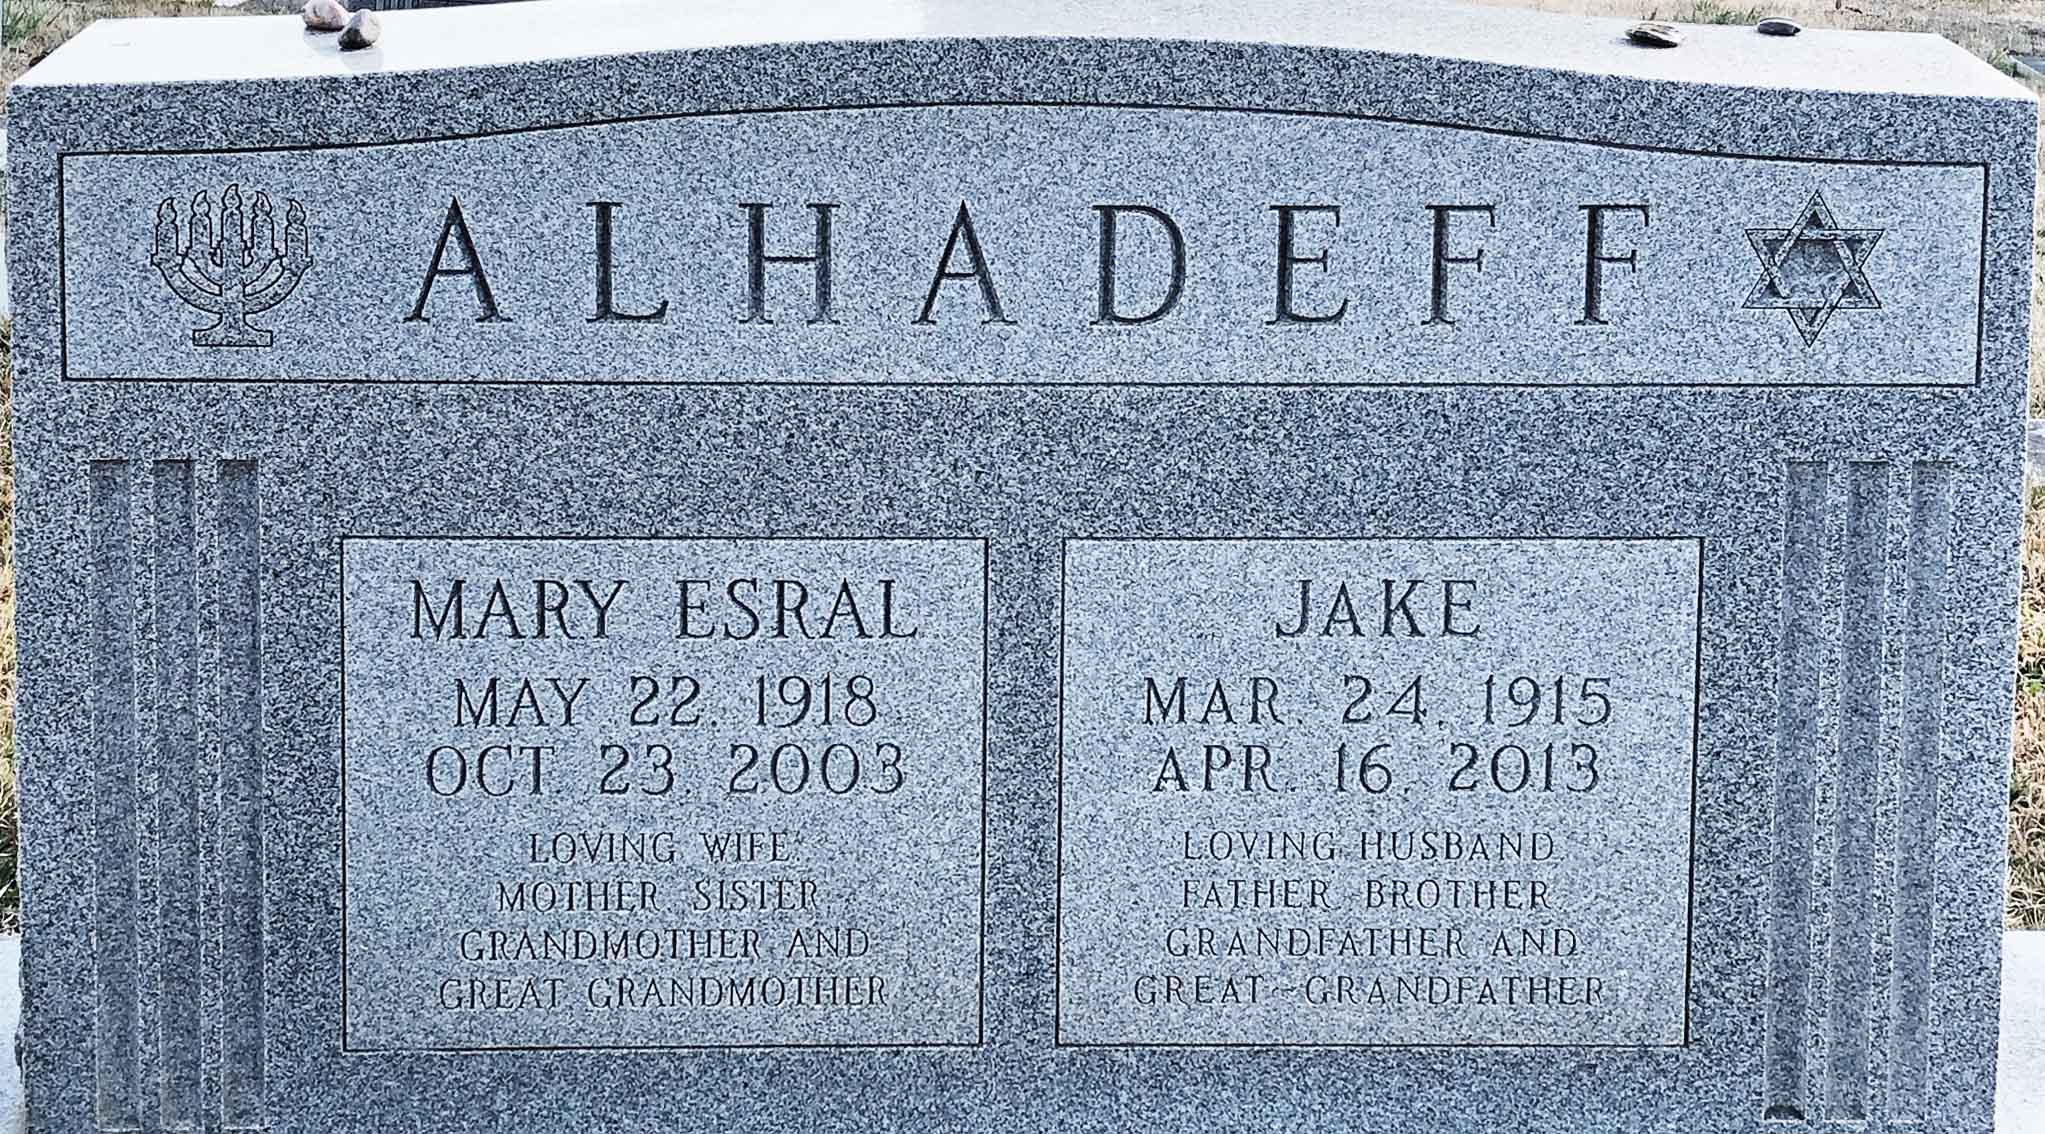 ALHADEFF
MARY ESRAL
MAY 22, 1918
OCT. 23, 2003
LOVING WIFE,
MOTHER, SISTER,
GRANDMOTHER AND
GREAT GRANDMOTHER
JAKE
MAR. 24, 1915
APR. 16, 2013
LOVING HUSBAND,
FATHER, BROTHER,
GRANDFATHER AND
GREAT-GRANDFATHER